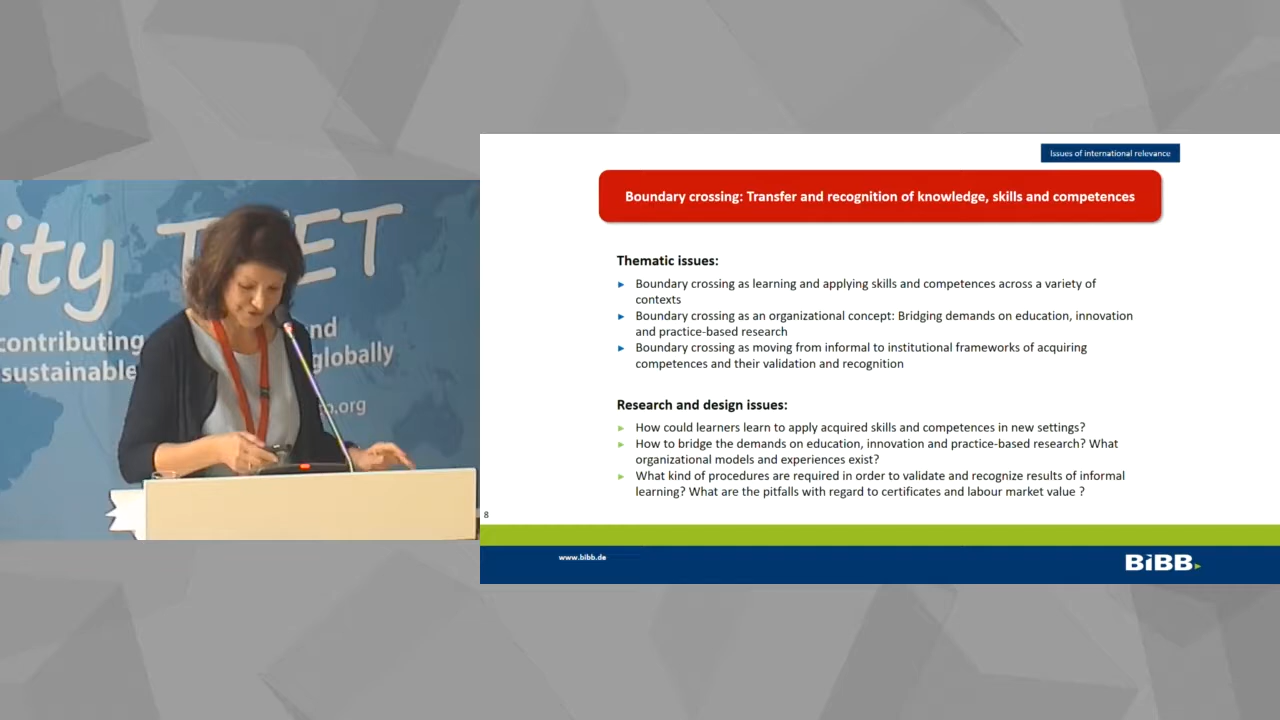 ity TVET
contributing
and
sustainable
globally
.org
Issues of international relevance
Boundary crossing: Transfer and recognition of knowledge, skills and competences
Thematic issues:
► Boundary crossing as learning and applying skills and competences across a variety of
contexts
► Boundary crossing as an organizational concept: Bridging demands on education, innovation
and practice-based research
► Boundary crossing as moving from informal to institutional frameworks of acquiring
competences and their validation and recognition
Research and design issues:
► How could learners learn to apply acquired skills and competences in new settings?
► How to bridge the demands on education, innovation and practice-based research? What
organizational models and experiences exist?
► What kind of procedures are required in order to validate and recognize results of informal
learning? What are the pitfalls with regard to certificates and labour market value ?
8
www.bibb.de
BiBB